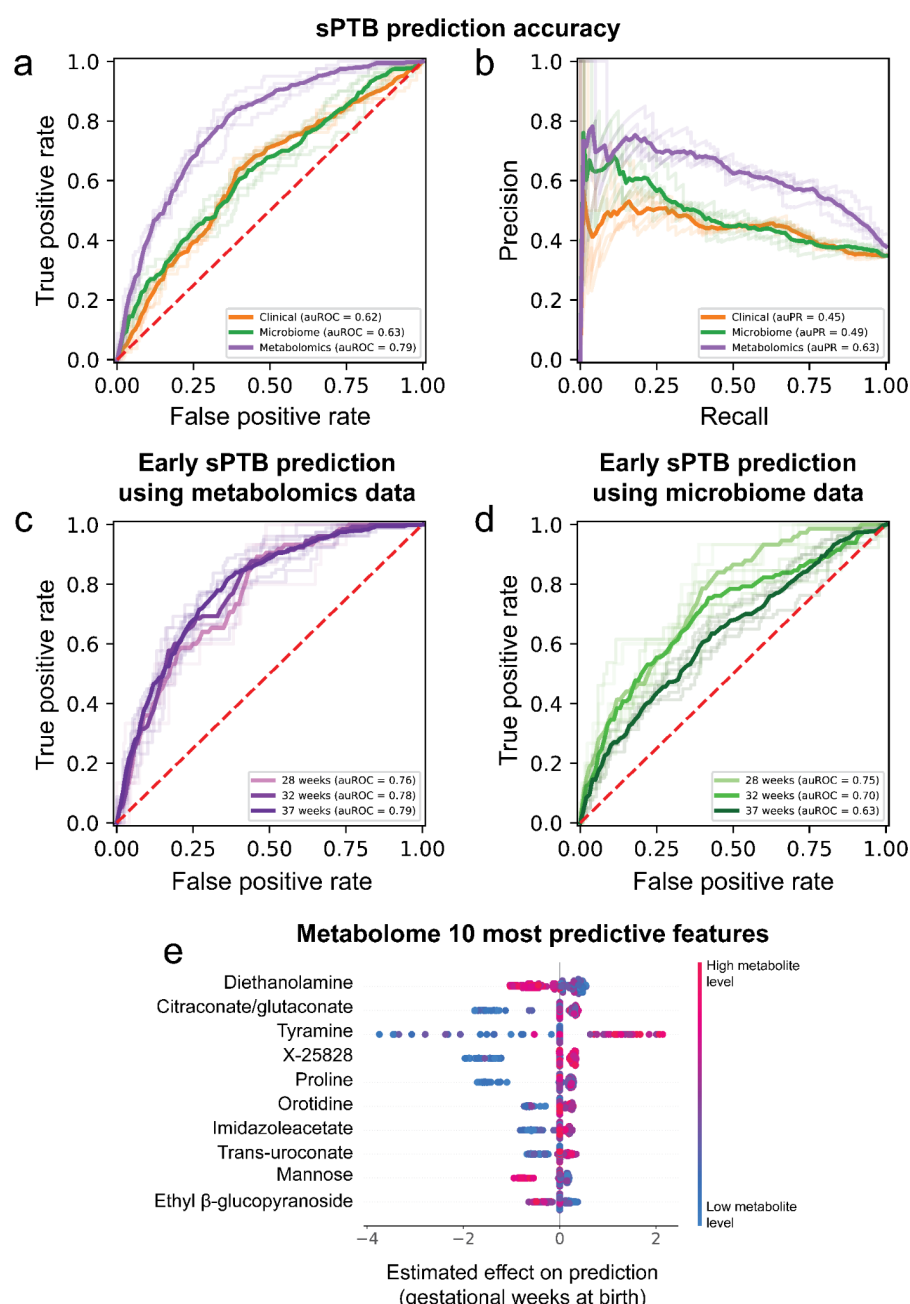 sPTB prediction accuracy
a
b
True positive rate
1.0
0.8
0.6
0.4
0.2
0.0
Clinical (auROC = 0.62)
Microbiome (auROC = 0.63)
Metabolomics (auROC = 0.79)
0.00 0.25 0.50 0.75 1.00
False positive rate
Precision
1.0
0.8
0.6
0.4
0.2
0.0
Clinical (auPR = 0.45)
Microbiome (auPR = 0.49)
Metabolomics (auPR = 0.63)
0.00 0.25 0.50 0.75 1.00
Recall
Early sPTB prediction
using metabolomics data
c
True positive rate
1.0
0.8
0.6
0.4
0.2
0.0
28 weeks (auROC = 0.76)
32 weeks (auROC = 0.78)
37 weeks (auROC = 0.79)
0.00 0.25 0.50 0.75 1.00
False positive rate
Early sPTB prediction
using microbiome data
d
True positive rate
1.0
0.8
0.6
0.4
0.2
0.0
28 weeks (auROC = 0.75)
32 weeks (auROC = 0.70)
37 weeks (auROC = 0.63)
0.00 0.25 0.50 0.75 1.00
False positive rate
Metabolome 10 most predictive features
e
Diethanolamine
Citraconate/glutaconate
Tyramine
X-25828
Proline
Orotidine
Imidazoleacetate
Trans-uroconate
Mannose
Ethyl β-glucopyranoside
−4 −2 0 2
Estimated effect on prediction
(gestational weeks at birth)
High metabolite
level
Low metabolite
level